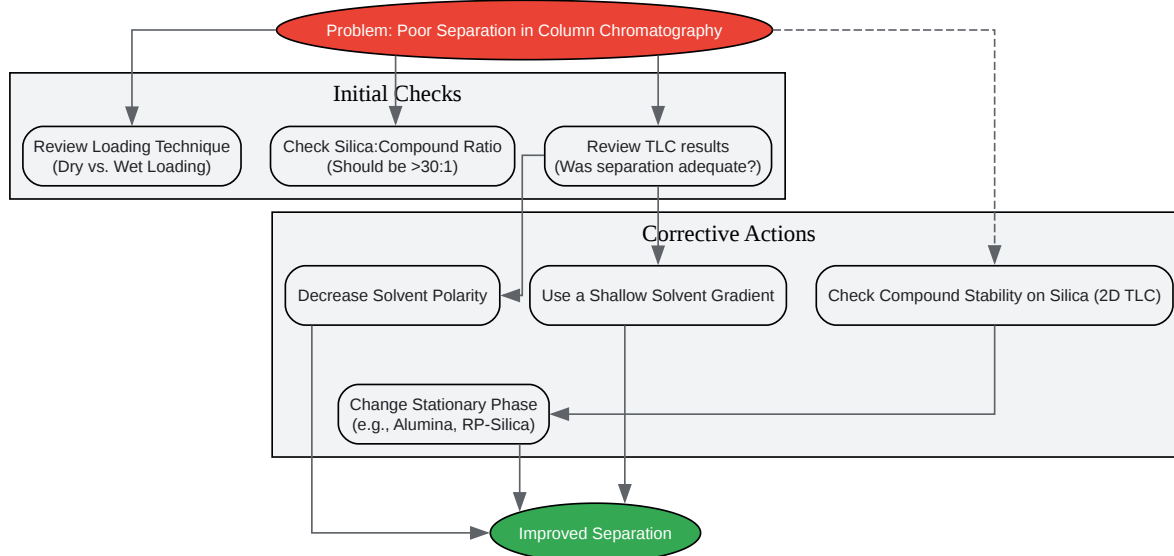 Problem: Poor Separation in Column Chromatography
Initial Checks
Review Loading Technique
(Dry vs. Wet Loading)
Check Silica:Compound Ratio
(Should be >30:1)
Review TLC results
(Was separation adequate?)
Corrective Actions
Decrease Solvent Polarity
Use a Shallow Solvent Gradient
Check Compound Stability on Silica (2D TLC)
Change Stationary Phase
(e.g., Alumina, RP-Silica)
Improved Separation